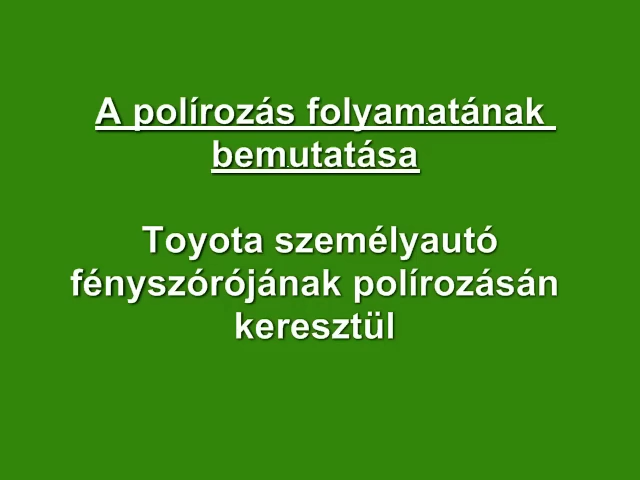 A polírozás folyamatának
bemutatása
Toyota személyautó
fényszórójának polírozásán
keresztül